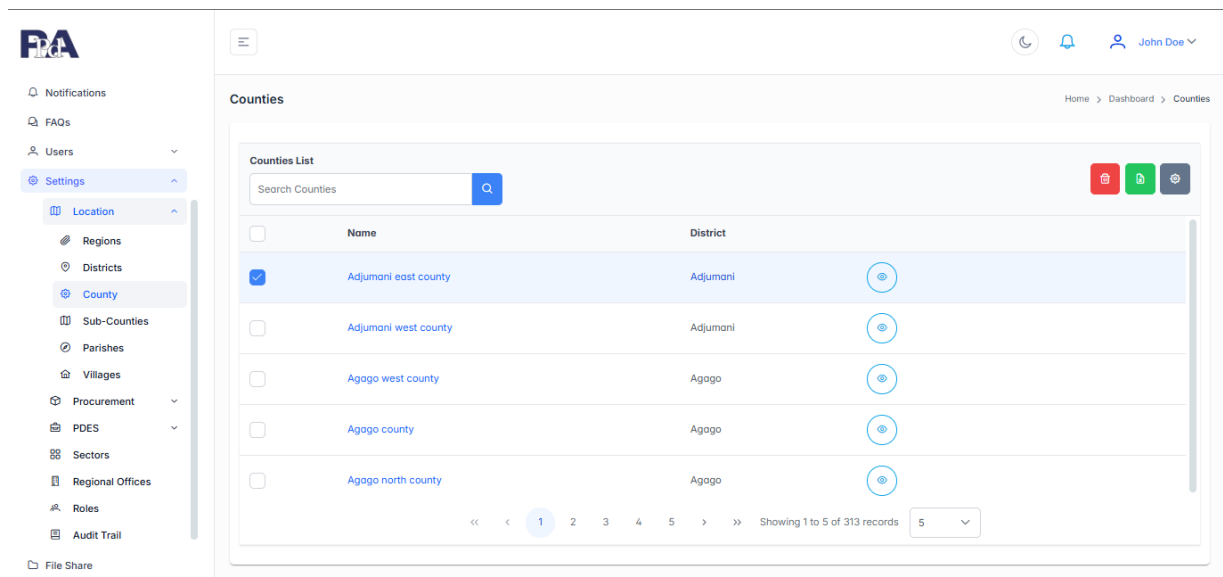 PPdA
John Doe
Notifications
FAQs
Users
Settings
Location
Regions
Districts
County
Sub-Counties
Parishes
Villages
Procurement
PDES
Sectors
Regional Offices
Roles
Audit Trail
File Share
Counties
Home > Dashboard > Counties
Counties List
Search Counties
Name District
Adjumani east county Adjumani
Adjumani west county Adjumani
Agago west county Agago
Agago county Agago
Agago north county Agago
<< < 1 2 3 4 5 > >> Showing 1 to 5 of 313 records 5